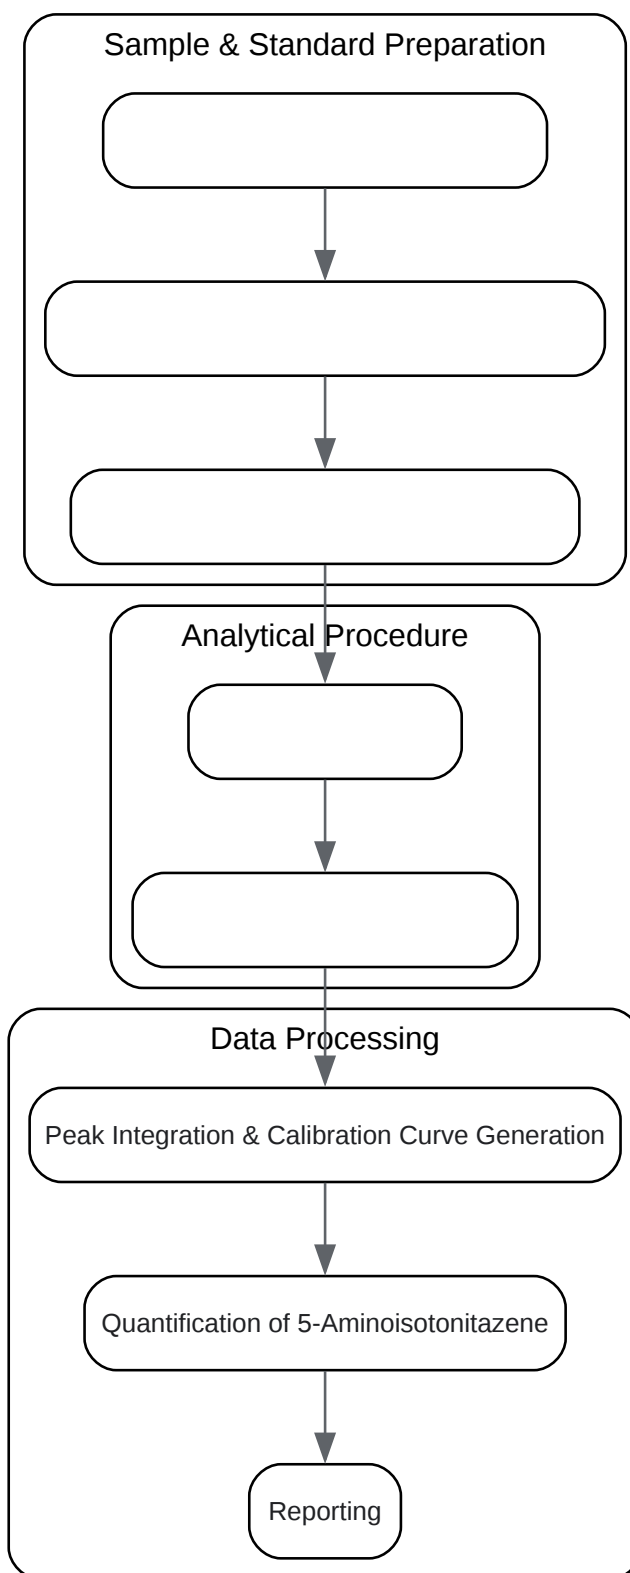 Sample & Standard Preparation
Analytical Procedure
Data Processing
Peak Integration & Calibration Curve Generation
Quantification of 5-Aminoisotonitazene
Reporting